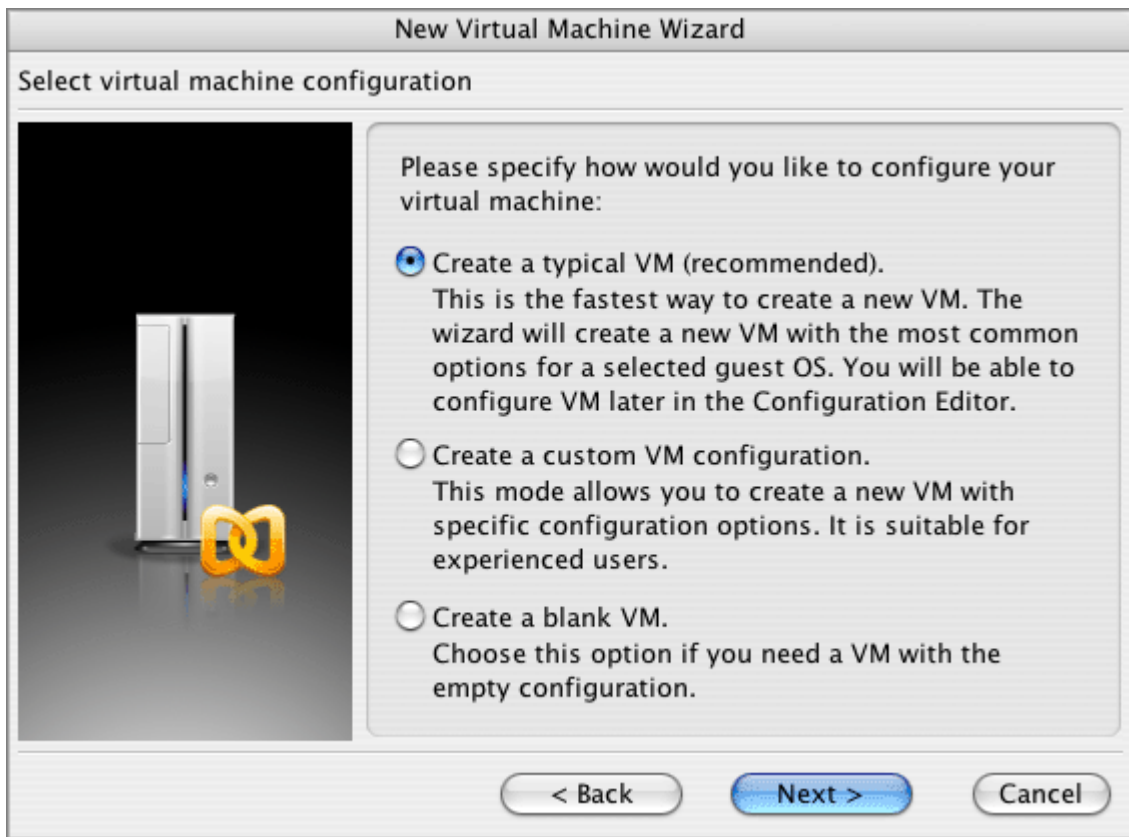 New Virtual Machine Wizard
Select virtual machine configuration
Please specify how would you like to configure your
virtual machine:
Create a typical VM (recommended).
This is the fastest way to create a new VM. The
wizard will create a new VM with the most common
options for a selected guest OS. You will be able to
configure VM later in the Configuration Editor.
Create a custom VM configuration.
This mode allows you to create a new VM with
specific configuration options. It is suitable for
experienced users.
Create a blank VM.
Choose this option if you need a VM with the
empty configuration.
< Back
Next >
Cancel